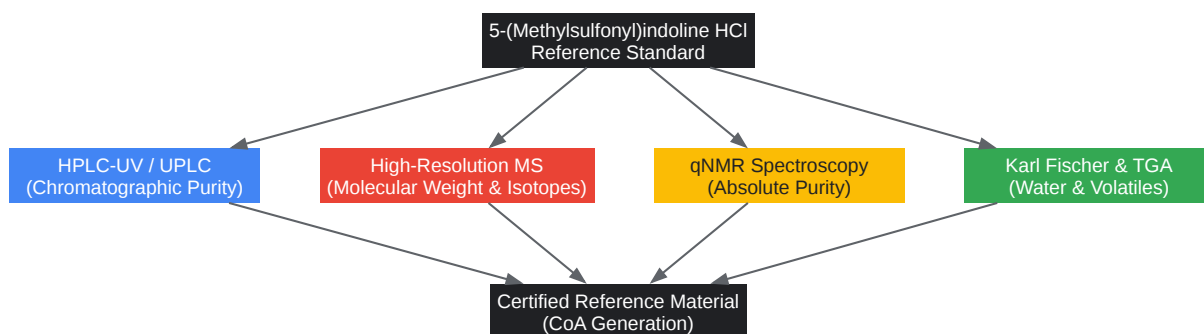 5-(Methylsulfonyl)indoline HCl
Reference Standard
HPLC-UV / UPLC
(Chromatographic Purity)
High-Resolution MS
(Molecular Weight & Isotopes)
qNMR Spectroscopy
(Absolute Purity)
Karl Fischer & TGA
(Water & Volatiles)
Certified Reference Material
(CoA Generation)